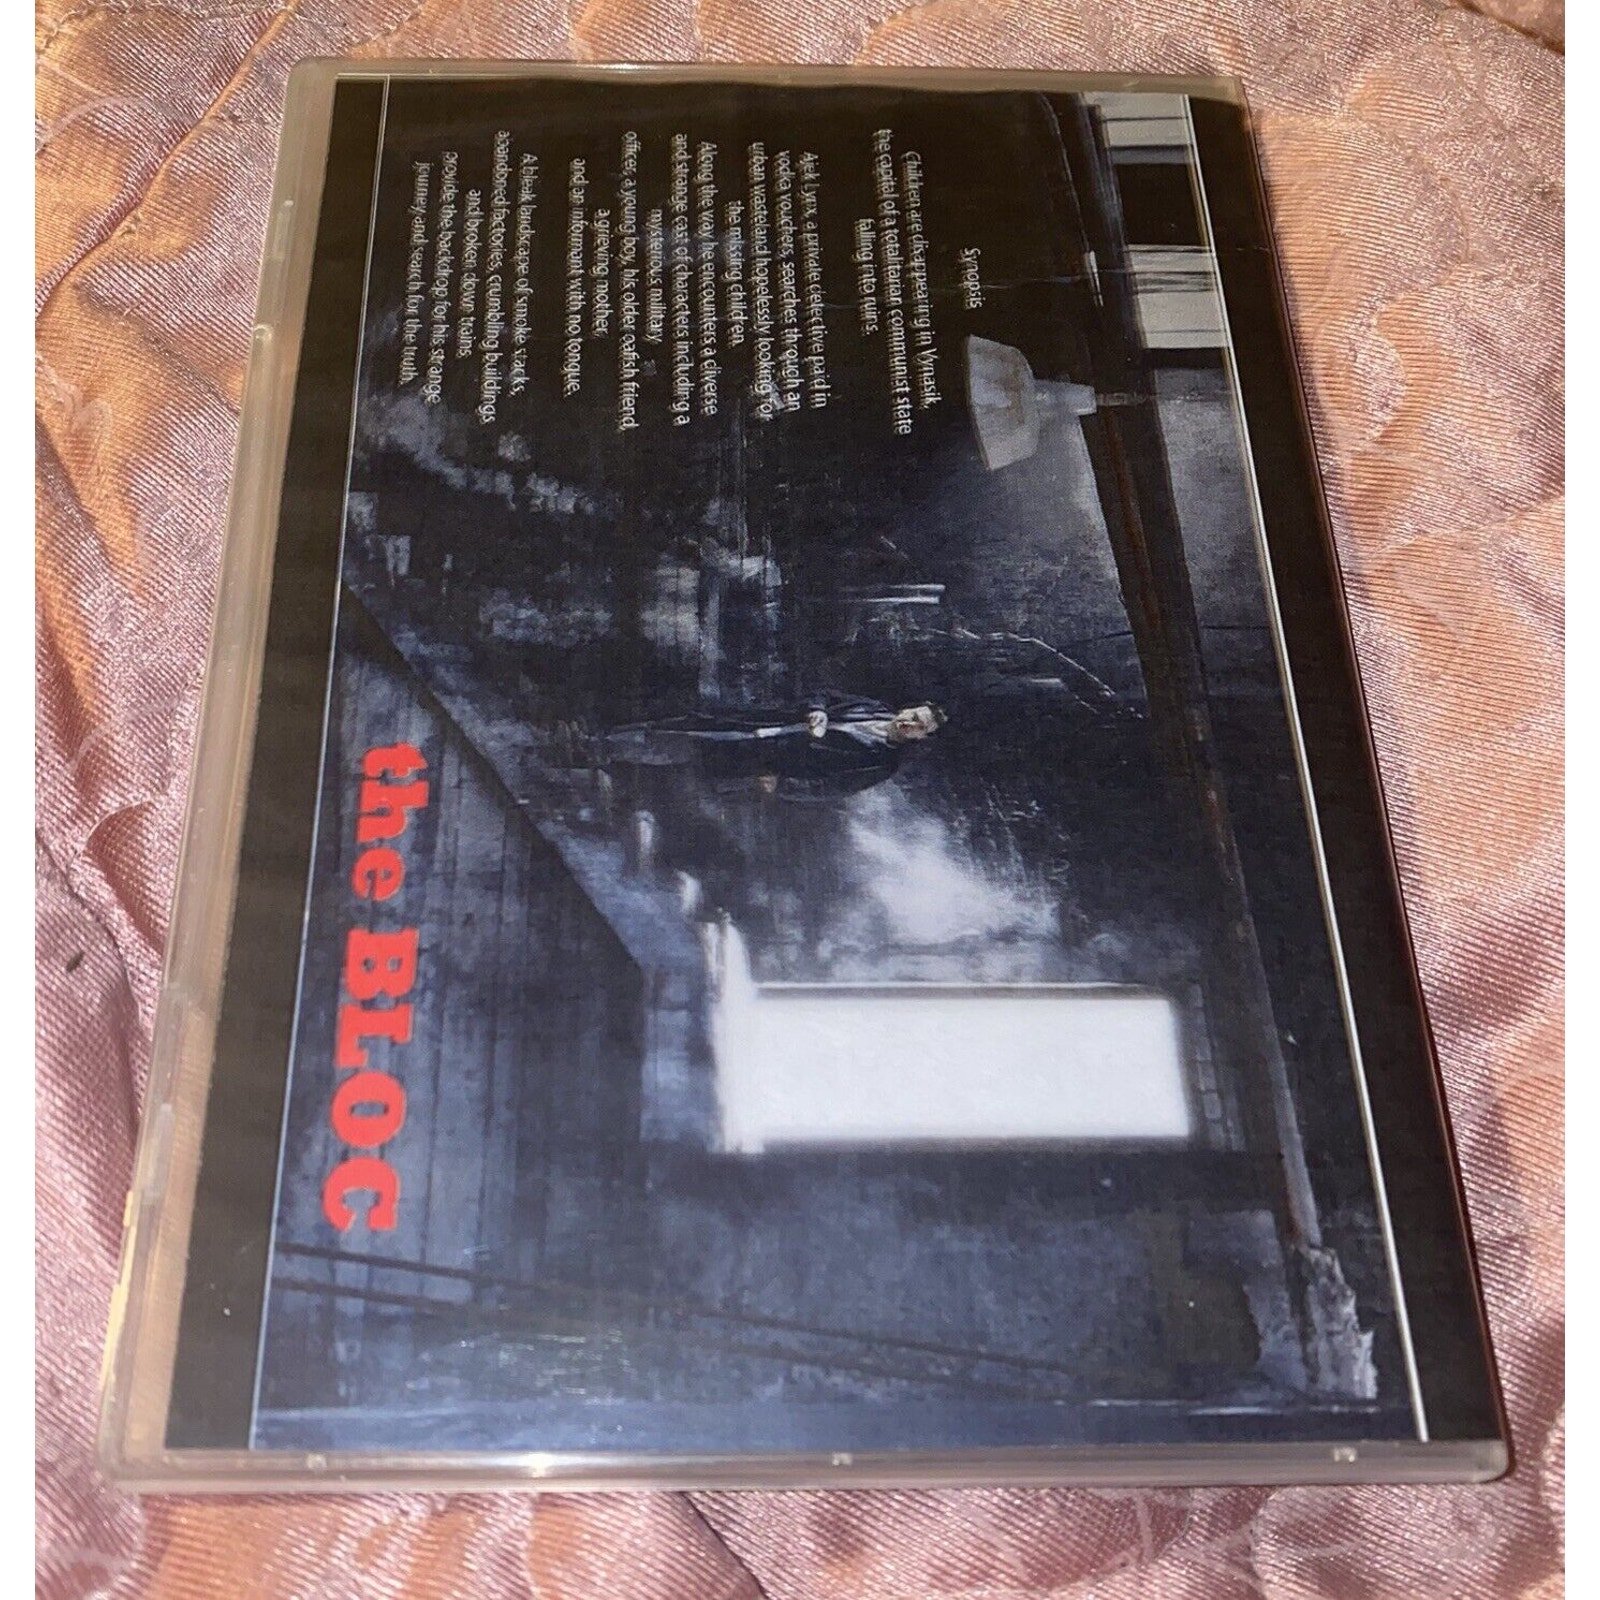 Synopsis
Children are disappearing in Vynasik,
the capital of a totalitarian communist state
falling into ruins.
Ajek Lynx, a private detective paid in
vodka vouchers, searches through an
urban wasteland hopelessly looking for
the missing children.
Along the way, he encounters a diverse
and strange cast of characters including a
mysterious military
officer, a young boy, his older oafish friend,
a grieving mother,
and an informant with no tongue.
A bleak landscape of smoke stacks,
abandoned factories, crumbling buildings
and broken down trains
provide the backdrop for his strange
journey and search for the truth.
the BLOC